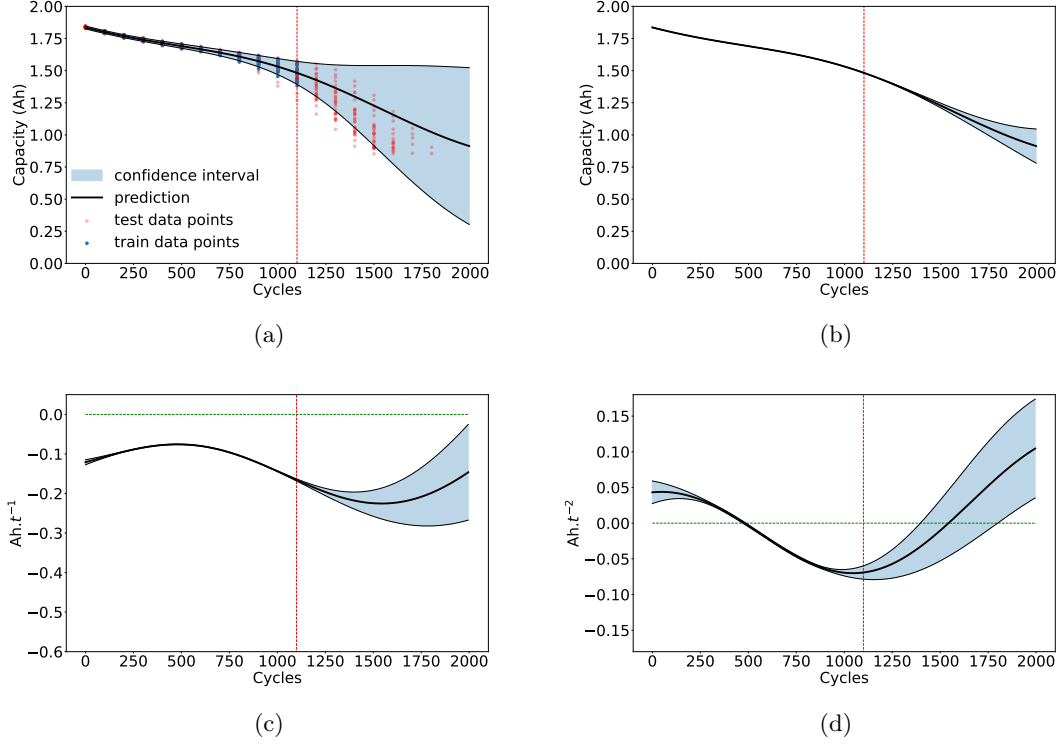 2.00
1.75
1.50
1.25
1.00
0.75
0.50
0.25
0.00
Capacity (Ah)
confidence interval
prediction
test data points
train data points
0 250 500 750 1000 1250 1500 1750 2000
Cycles
(a)
2.00
1.75
1.50
1.25
1.00
0.75
0.50
0.25
0.00
Capacity (Ah)
0 250 500 750 1000 1250 1500 1750 2000
Cycles
(b)
0.0
−0.1
−0.2
−0.3
−0.4
−0.5
−0.6
Ah.t⁻¹
0 250 500 750 1000 1250 1500 1750 2000
Cycles
(c)
0.15
0.10
0.05
0.00
−0.05
−0.10
−0.15
Ah.t⁻²
0 250 500 750 1000 1250 1500 1750 2000
Cycles
(d)